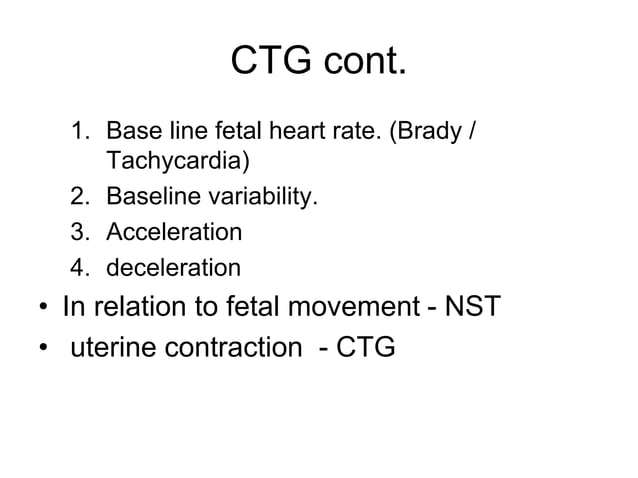 CTG cont.
1. Base line fetal heart rate. (Brady /
Tachycardia)
2. Baseline variability.
3. Acceleration
4. deceleration
• In relation to fetal movement - NST
• uterine contraction - CTG